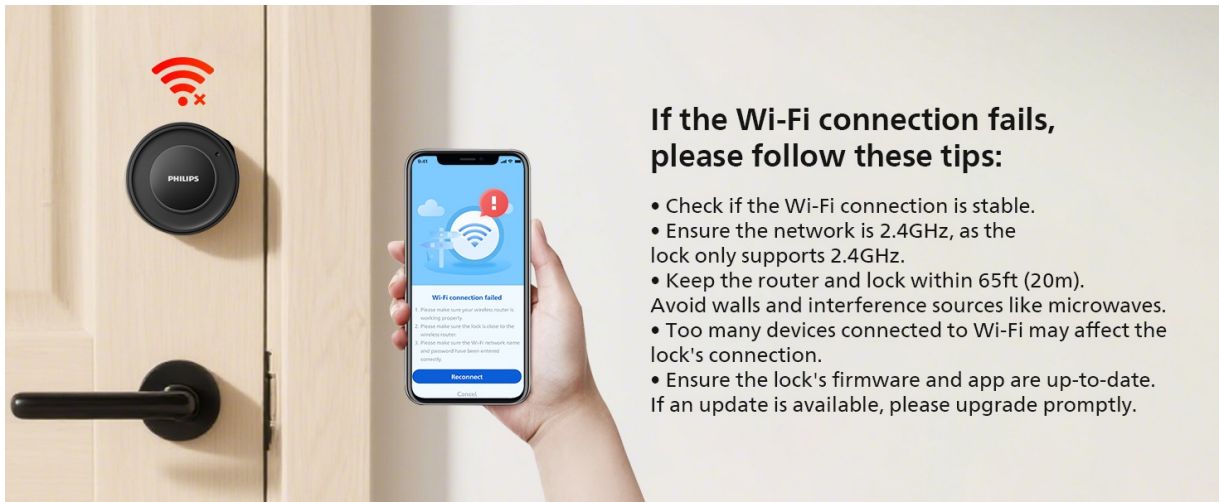 If the Wi-Fi connection fails,
please follow these tips:
• Check if the Wi-Fi connection is stable.
• Ensure the network is 2.4GHz, as the
lock only supports 2.4GHz.
• Keep the router and lock within 65ft (20m).
Avoid walls and interference sources like microwaves.
• Too many devices connected to Wi-Fi may affect the
lock's connection.
• Ensure the lock's firmware and app are up-to-date.
If an update is available, please upgrade promptly.
PHILIPS
9:41
Wi-Fi connection failed
1. Please make sure your wireless router is
working properly.
2. Please make sure the lock is close to the
wireless router.
3. Please make sure the Wi-Fi network name
and password have been entered
correctly.
Reconnect
Cancel